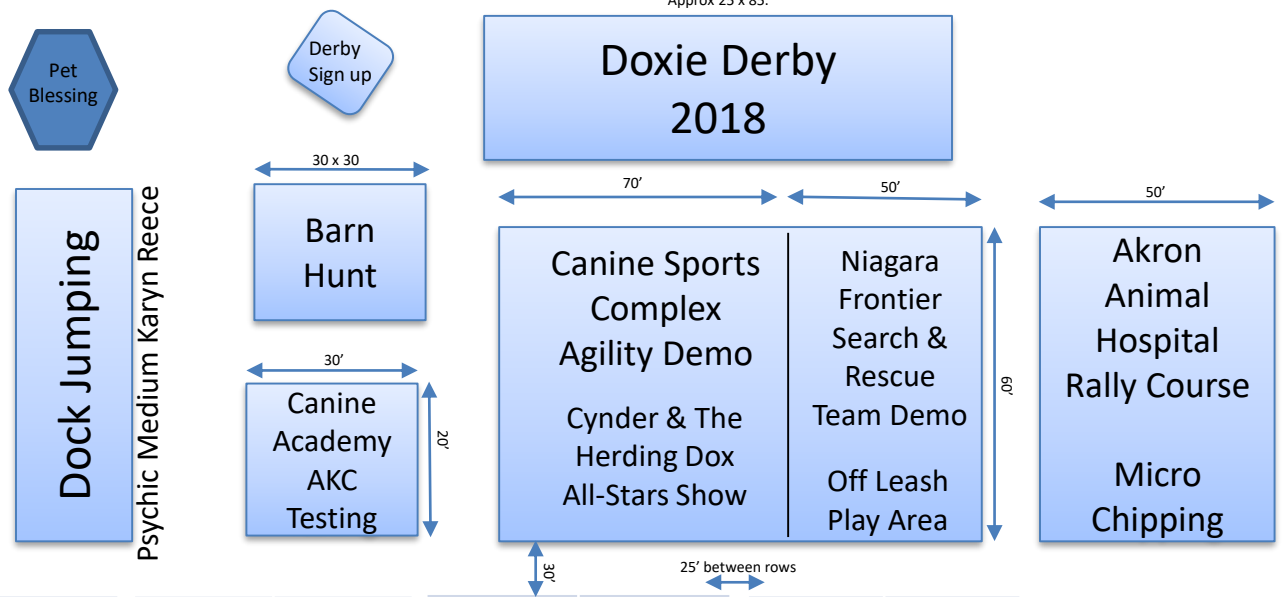 Approx 25 x 85.
Pet
Blessing
Derby
Sign up
Doxie Derby
2018
30 x 30
70’
50’
50’
Dock Jumping
Psychic Medium Karyn Reece
Barn
Hunt
30’
Canine
Academy
AKC
Testing
20’
Canine Sports
Complex
Agility Demo
Cynder & The
Herding Dox
All-Stars Show
Niagara
Frontier
Search &
Rescue
Team Demo
Off Leash
Play Area
60’
Akron
Animal
Hospital
Rally Course
Micro
Chipping
30’
25’ between rows